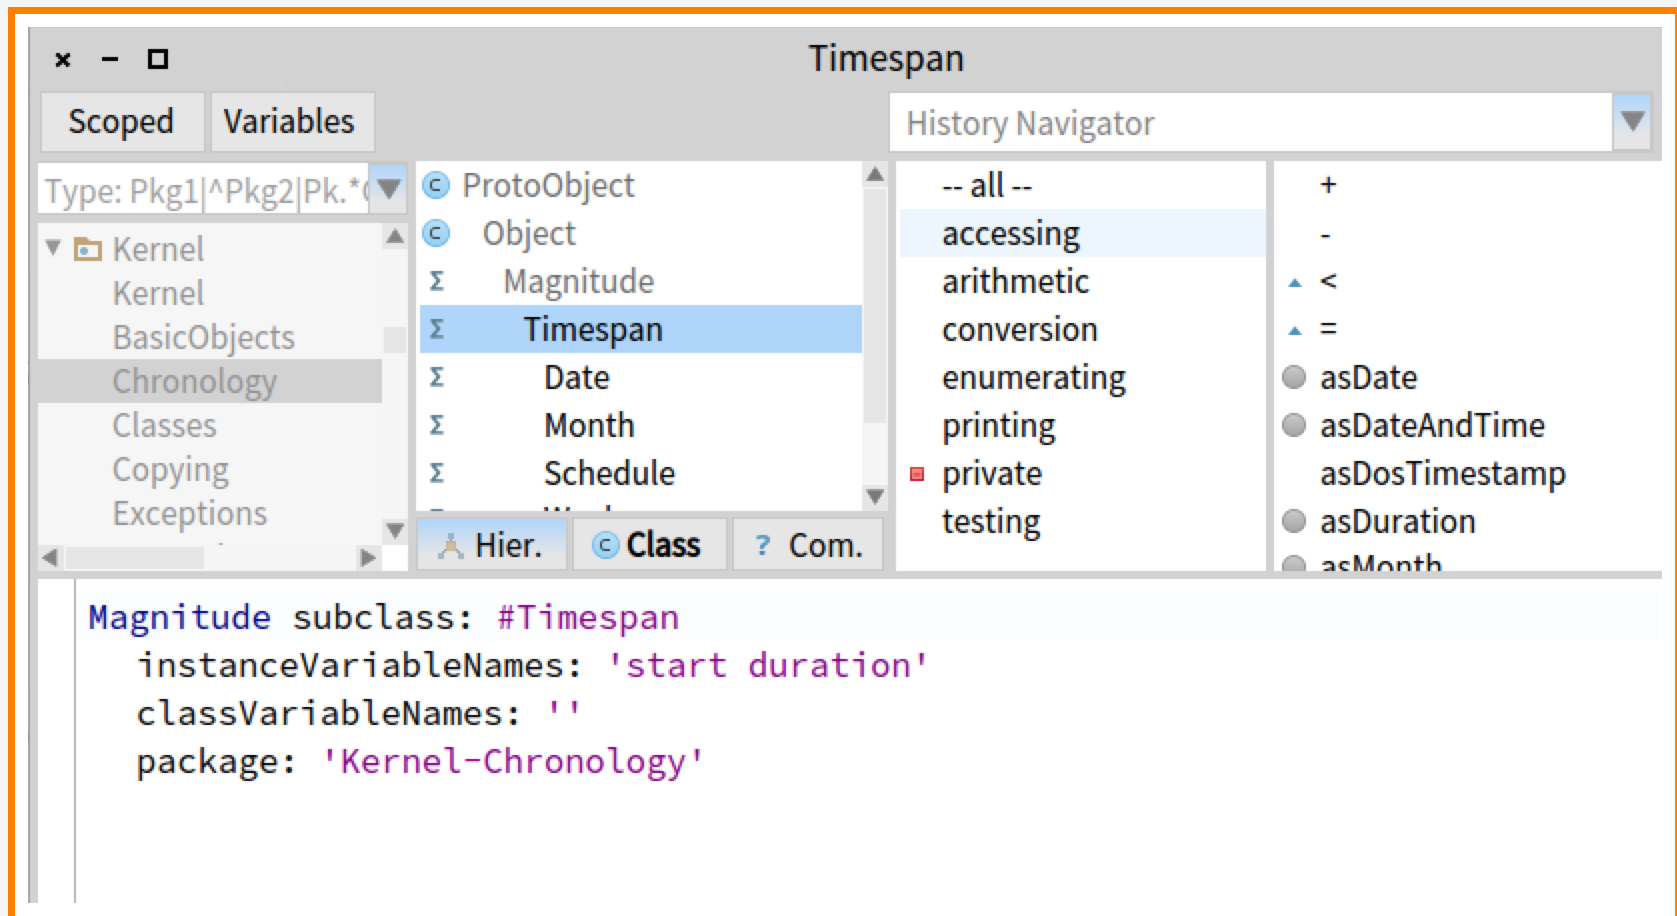 Timespan
Scoped
Variables
History Navigator
Type: Pkg1|^Pkg2|Pk.*
Kernel
Kernel
BasicObjects
Chronology
Classes
Copying
Exceptions
ProtoObject
Object
Magnitude
Timespan
Date
Month
Schedule
Hier.
Class
? Com.
-- all --
accessing
arithmetic
conversion
enumerating
printing
private
testing
+
-
<
=
asDate
asDateAndTime
asDosTimestamp
asDuration
asMonth
Magnitude subclass: #Timespan
instanceVariableNames: 'start duration'
classVariableNames: ''
package: 'Kernel-Chronology'